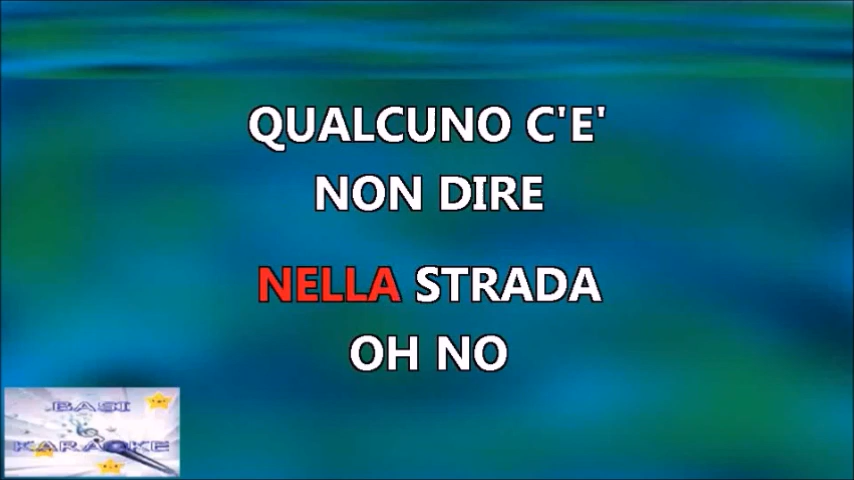 QUALCUNO C'E'
NON DIRE
NELLA STRADA
OH NO
BASI
KARAOKE